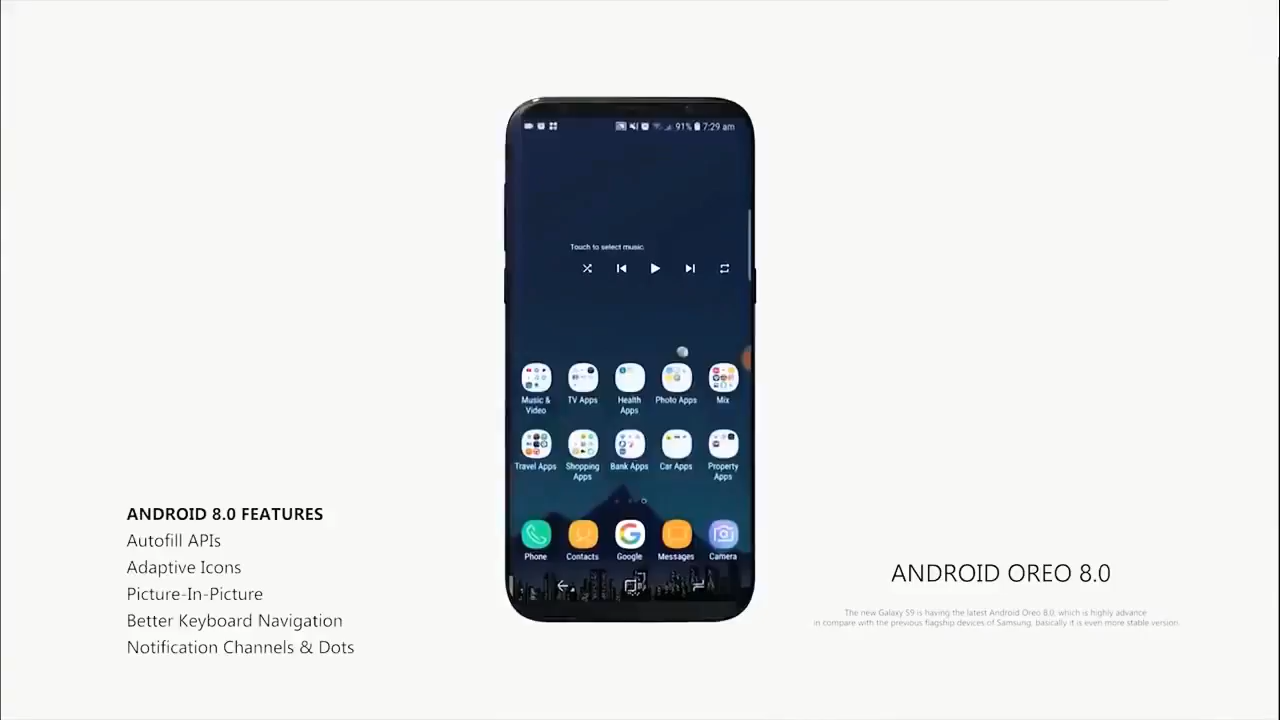 91% 7:29 am
Touch to select music.
Music & Video
TV Apps
Health Apps
Photo Apps
Mix
Travel Apps
Shopping Apps
Bank Apps
Car Apps
Property Apps
Phone
Contacts
Google
Messages
Camera
ANDROID 8.0 FEATURES
Autofill APIs
Adaptive Icons
Picture-In-Picture
Better Keyboard Navigation
Notification Channels & Dots
ANDROID OREO 8.0
The new Galaxy S9 is having the latest Android Oreo 8.0, which is highly advance
in compare with the previous flagship devices of Samsung, basically it is even more stable version.